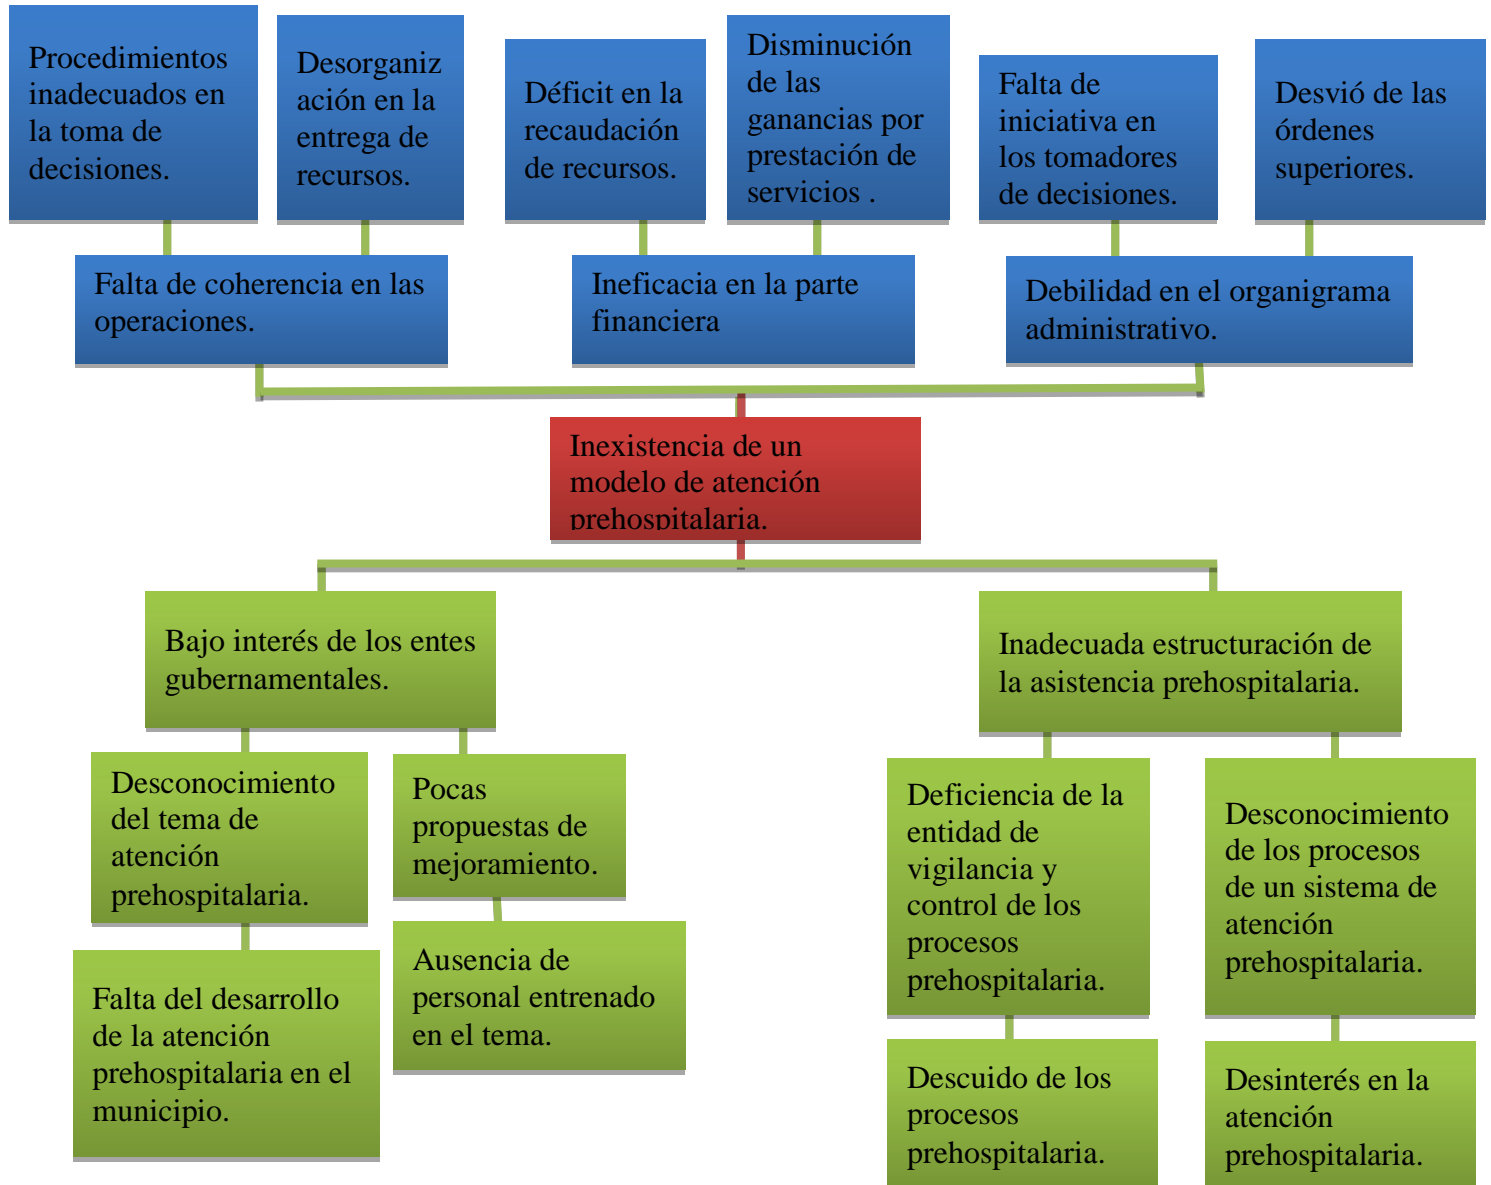 Procedimientos
inadecuados en
la toma de
decisiones.
Desorganiz
ación en la
entrega de
recursos.
Déficit en la
recaudación
de recursos.
Disminución
de las
ganancias por
prestación de
servicios .
Falta de
iniciativa en
los tomadores
de decisiones.
Desvió de las
órdenes
superiores.
Falta de coherencia en las
operaciones.
Ineficacia en la parte
financiera
Debilidad en el organigrama
administrativo.
Inexistencia de un
modelo de atención
prehospitalaria.
Bajo interés de los entes
gubernamentales.
Inadecuada estructuración de
la asistencia prehospitalaria.
Desconocimiento
del tema de
atención
prehospitalaria.
Pocas
propuestas de
mejoramiento.
Deficiencia de la
entidad de
vigilancia y
control de los
procesos
prehospitalaria.
Desconocimiento
de los procesos
de un sistema de
atención
prehospitalaria.
Falta del desarrollo
de la atención
prehospitalaria en el
municipio.
Ausencia de
personal entrenado
en el tema.
Descuido de los
procesos
prehospitalaria.
Desinterés en la
atención
prehospitalaria.